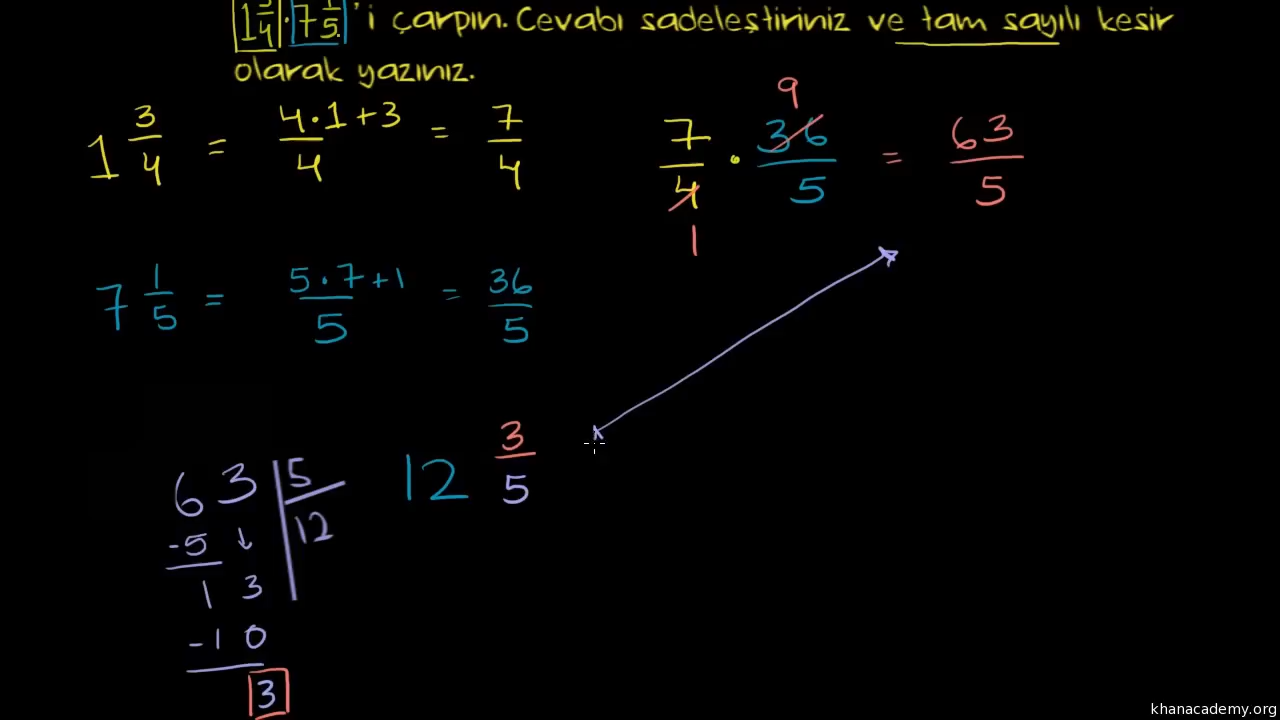 1 3/4 · 7 1/5 'i çarpın. Cevabı sadeleştiriniz ve tam sayılı kesir
olarak yazınız.
1 3/4 = 4·1+3/4 = 7/4
7/4 · 36/5 = 63/5
9
1
7 1/5 = 5·7+1/5 = 36/5
63 | 5
12
-5 ↓
13
-10
3
12 3/5
khanacademy.org